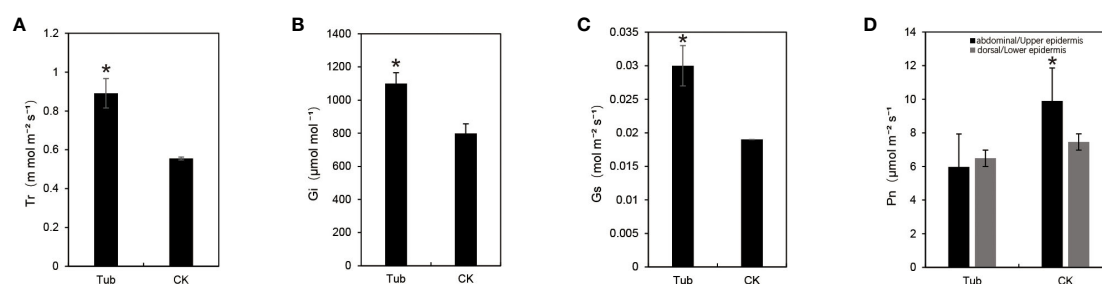 A
Tr (m mol m⁻² s⁻¹)
1.2
1
0.8
0.6
0.4
0.2
0
*
Tub
CK
B
Gi (μmol mol ⁻¹)
1400
1200
1000
800
600
400
200
0
*
Tub
CK
C
Gs (mol m⁻² s⁻¹)
0.035
0.03
0.025
0.02
0.015
0.01
0.005
0
*
Tub
CK
D
Pn (μmol m⁻² s⁻¹)
14
12
10
8
6
4
2
0
abdominal/Upper epidermis
dorsal/Lower epidermis
*
Tub
CK